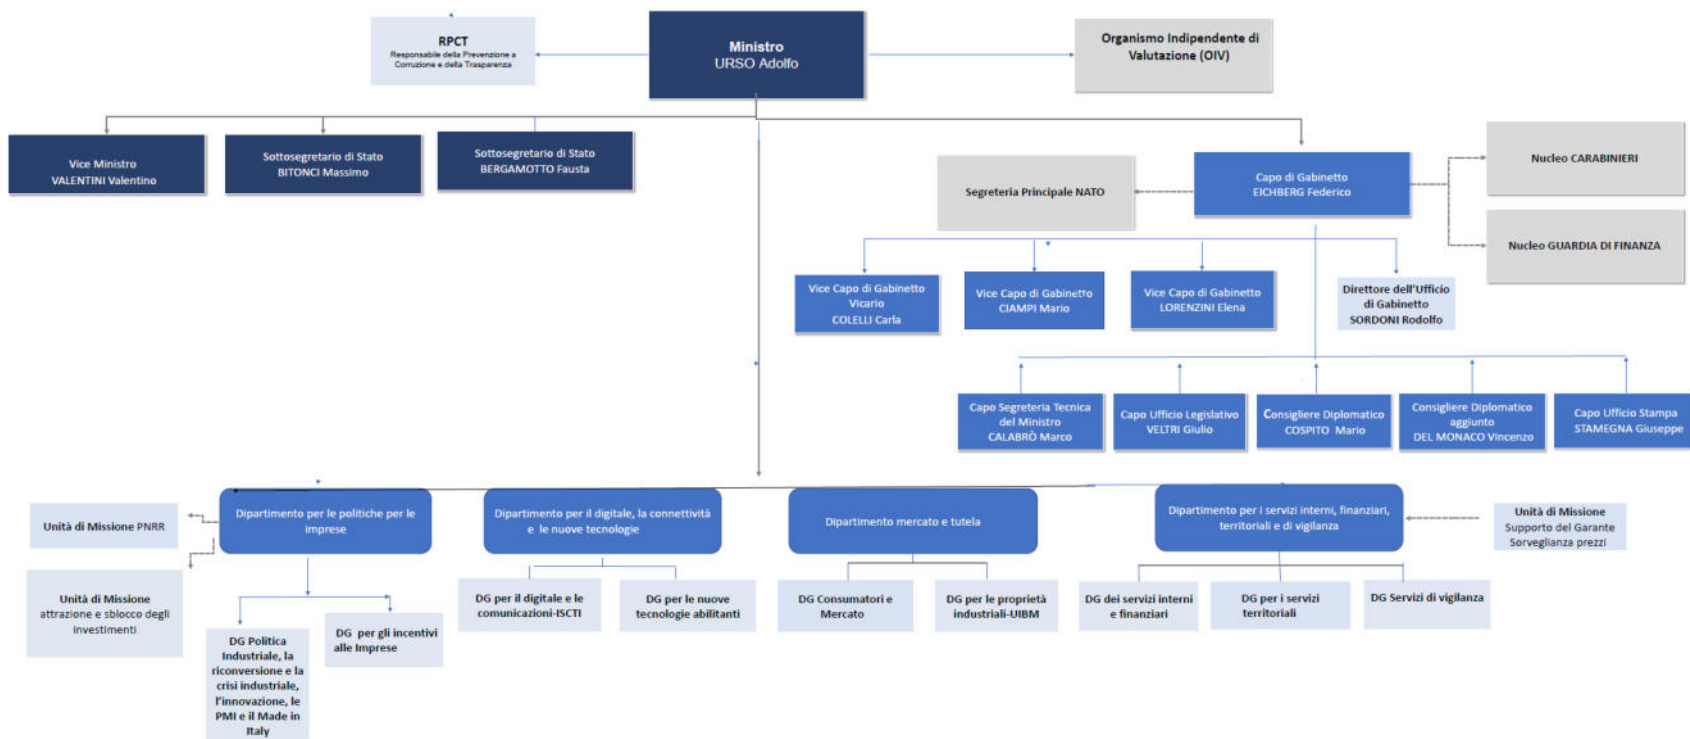 RPCT
Responsabile della Prevenzione a
Corruzione e della Trasparenza
Ministro
URSO Adolfo
Organismo Indipendente di
Valutazione (OIV)
Vice Ministro
VALENTINI Valentino
Sottosegretario di Stato
BITONCI Massimo
Sottosegretario di Stato
BERGAMOTTO Fausta
Segreteria Principale NATO
Capo di Gabinetto
EICHBERG Federico
Nucleo CARABINIERI
Nucleo GUARDIA DI FINANZA
Vice Capo di Gabinetto
Vicario
COLELLI Carla
Vice Capo di Gabinetto
CIAMPI Mario
Vice Capo di Gabinetto
LORENZINI Elena
Direttore dell'Ufficio
di Gabinetto
SORDONI Rodolfo
Capo Segreteria Tecnica
del Ministro
CALABRÒ Marco
Capo Ufficio Legislativo
VELTRI Giulio
Consigliere Diplomatico
COSPITO Mario
Consigliere Diplomatico
aggiunto
DEL MONACO Vincenzo
Capo Ufficio Stampa
STAMEGNA Giuseppe
Unità di Missione PNRR
Dipartimento per le politiche per le
imprese
Dipartimento per il digitale, la connettività
e le nuove tecnologie
Dipartimento mercato e tutela
Dipartimento per i servizi interni, finanziari,
territoriali e di vigilanza
Unità di Missione
Supporto del Garante
Sorveglianza prezzi
Unità di Missione
attrazione e sblocco degli
investimenti
DG Politica
Industriale, la
riconversione e la
crisi industriale,
l'innovazione, le
PMI e il Made in
Italy
DG per gli incentivi
alle Imprese
DG per il digitale e le
comunicazioni-ISCTI
DG per le nuove
tecnologie abilitanti
DG Consumatori e
Mercato
DG per le proprietà
industriali-UIBM
DG dei servizi interni
e finanziari
DG per i servizi
territoriali
DG Servizi di vigilanza